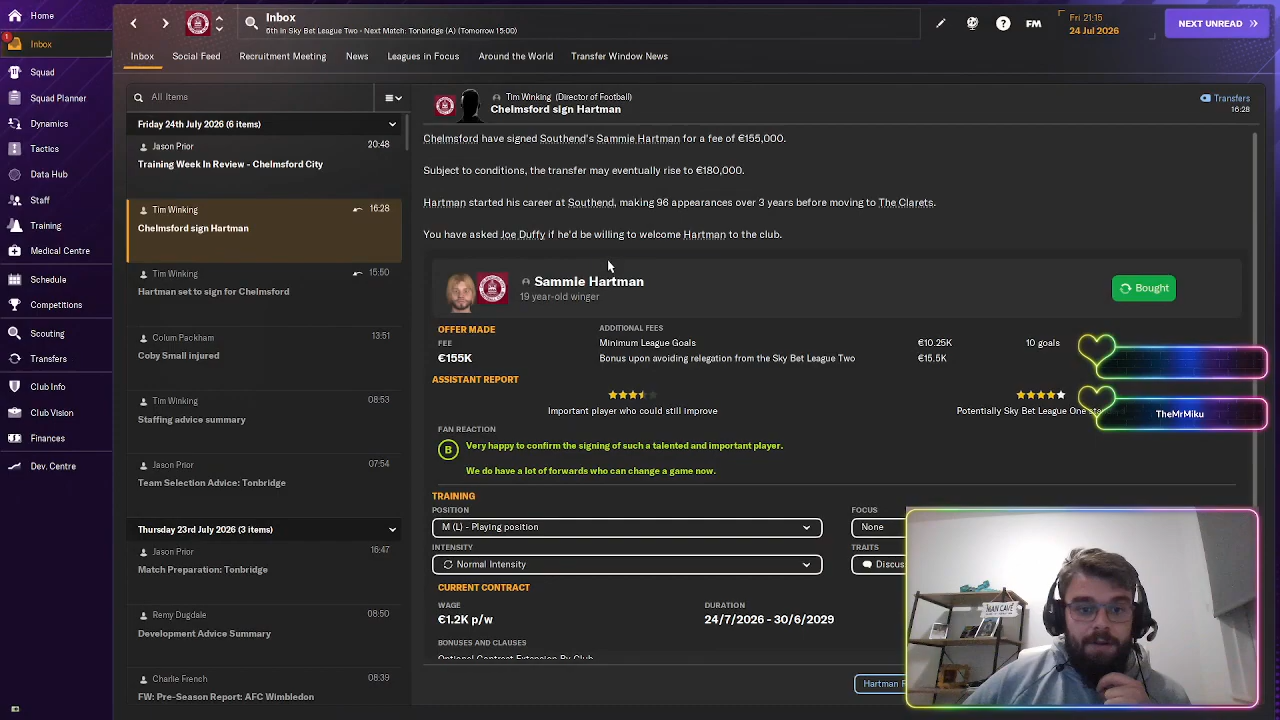 Home
Inbox
8th in Sky Bet League Two - Next Match: Tonbridge (A) (Tomorrow 15:00)
FM
Fri 21:15
24 Jul 2026
NEXT UNREAD
1
Inbox
Squad
Squad Planner
Dynamics
Tactics
Data Hub
Staff
Training
Medical Centre
Schedule
Competitions
Scouting
Transfers
Club Info
Club Vision
Finances
Dev. Centre
Inbox
Social Feed
Recruitment Meeting
News
Leagues in Focus
Around the World
Transfer Window News
All Items
Friday 24th July 2026 (6 items)
Jason Prior
20:48
Training Week In Review - Chelmsford City
Tim Winking
16:28
Chelmsford sign Hartman
Tim Winking
15:50
Hartman set to sign for Chelmsford
Colum Packham
13:51
Coby Small injured
Tim Winking
08:53
Staffing advice summary
Jason Prior
07:54
Team Selection Advice: Tonbridge
Thursday 23rd July 2026 (3 items)
Jason Prior
16:47
Match Preparation: Tonbridge
Remy Dugdale
08:50
Development Advice Summary
Charlie French
08:39
FW: Pre-Season Report: AFC Wimbledon
Tim Winking (Director of Football)
Chelmsford sign Hartman
Transfers
16:28
Chelmsford have signed Southend's Sammie Hartman for a fee of €155,000.
Subject to conditions, the transfer may eventually rise to €180,000.
Hartman started his career at Southend, making 96 appearances over 3 years before moving to The Clarets.
You have asked Joe Duffy if he'd be willing to welcome Hartman to the club.
Sammie Hartman
19 year-old winger
Bought
OFFER MADE
FEE
€155K
ADDITIONAL FEES
Minimum League Goals
€10.25K
10 goals
Bonus upon avoiding relegation from the Sky Bet League Two
€15.5K
ASSISTANT REPORT
Important player who could still improve
Potentially Sky Bet League One
TheMrMiku
FAN REACTION
B
Very happy to confirm the signing of such a talented and important player.
We do have a lot of forwards who can change a game now.
TRAINING
POSITION
M (L) - Playing position
FOCUS
None
INTENSITY
Normal Intensity
TRAITS
Discus
CURRENT CONTRACT
WAGE
€1.2K p/w
DURATION
24/7/2026 - 30/6/2029
BONUSES AND CLAUSES
Optional Contract Extension By Club
Hartman
MAN CAVE